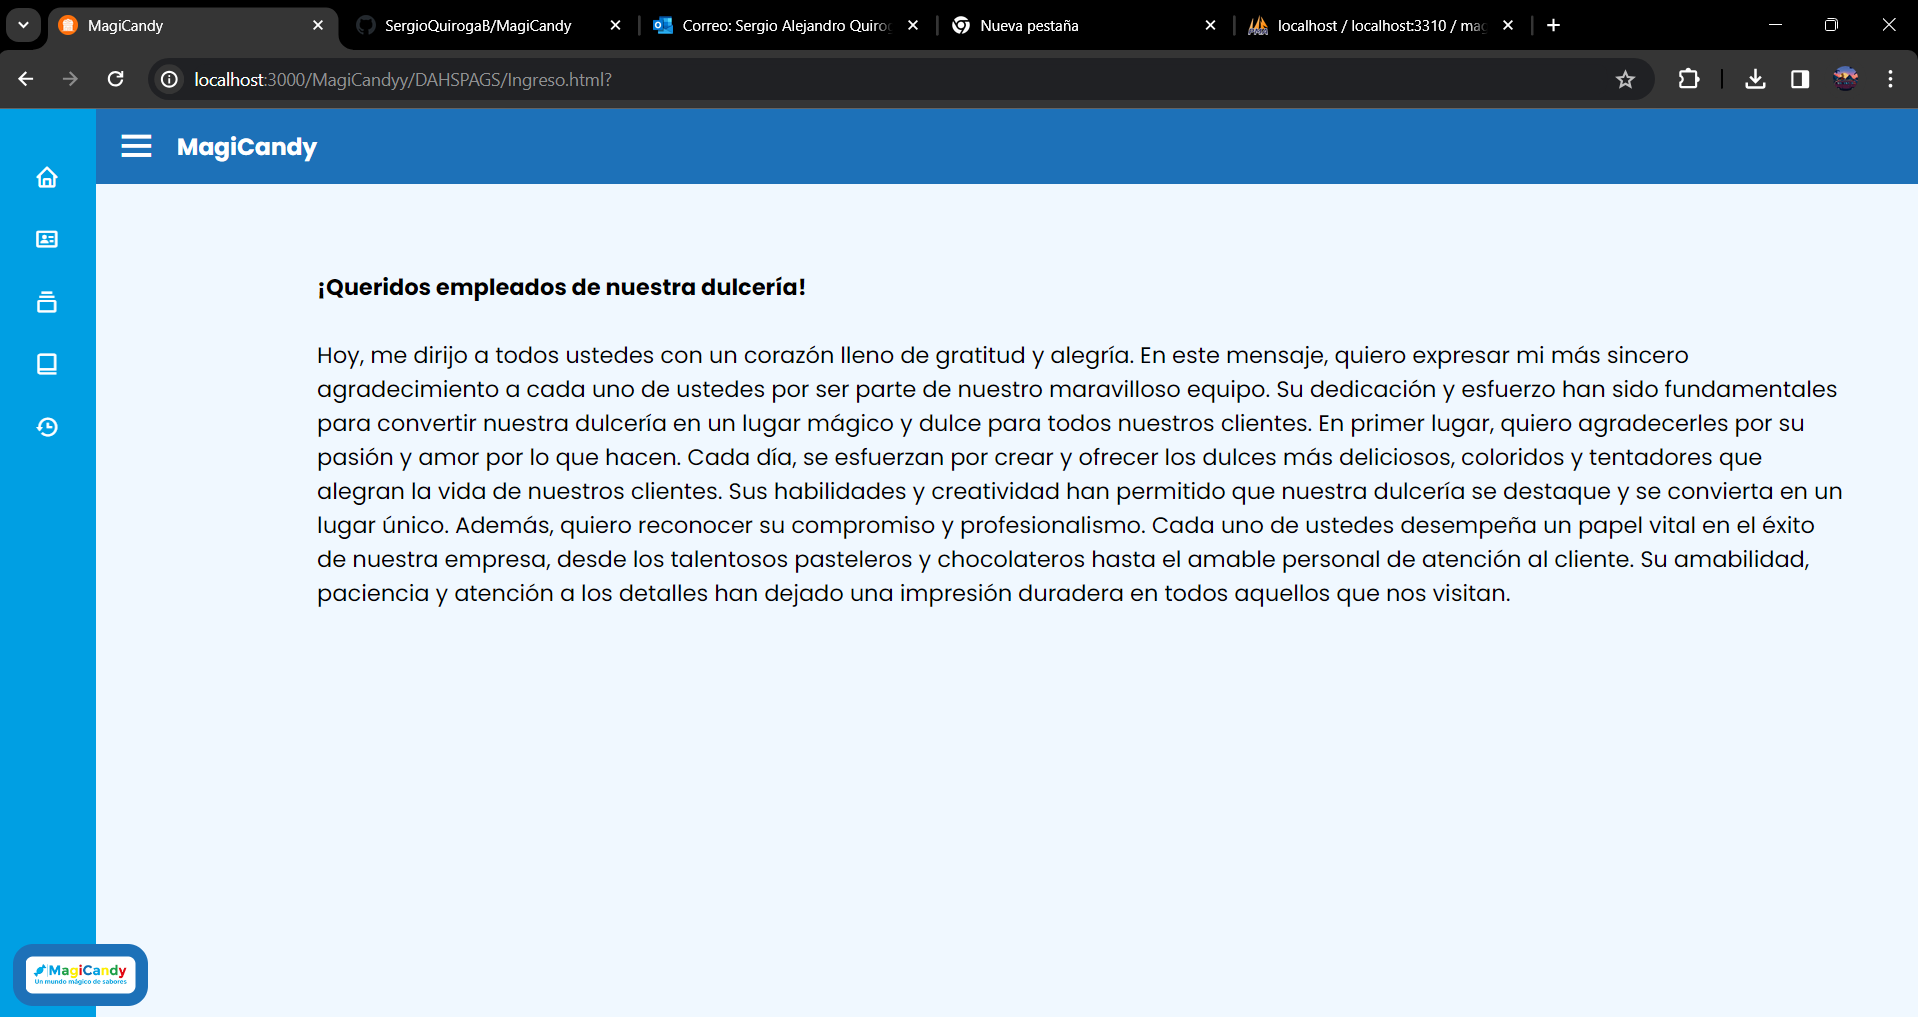 MagiCandy
SergioQuirogaB/MagiCandy
Correo: Sergio Alejandro Quiro
Nueva pestaña
localhost / localhost:3310 / mag
localhost:3000/MagiCandyy/DAHSPAGS/Ingreso.html?
MagiCandy
¡Queridos empleados de nuestra dulcería!
Hoy, me dirijo a todos ustedes con un corazón lleno de gratitud y alegría. En este mensaje, quiero expresar mi más sincero
agradecimiento a cada uno de ustedes por ser parte de nuestro maravilloso equipo. Su dedicación y esfuerzo han sido fundamentales
para convertir nuestra dulcería en un lugar mágico y dulce para todos nuestros clientes. En primer lugar, quiero agradecerles por su
pasión y amor por lo que hacen. Cada día, se esfuerzan por crear y ofrecer los dulces más deliciosos, coloridos y tentadores que
alegran la vida de nuestros clientes. Sus habilidades y creatividad han permitido que nuestra dulcería se destaque y se convierta en un
lugar único. Además, quiero reconocer su compromiso y profesionalismo. Cada uno de ustedes desempeña un papel vital en el éxito
de nuestra empresa, desde los talentosos pasteleros y chocolateros hasta el amable personal de atención al cliente. Su amabilidad,
paciencia y atención a los detalles han dejado una impresión duradera en todos aquellos que nos visitan.
MagiCandy
Un mundo mágico de sabores